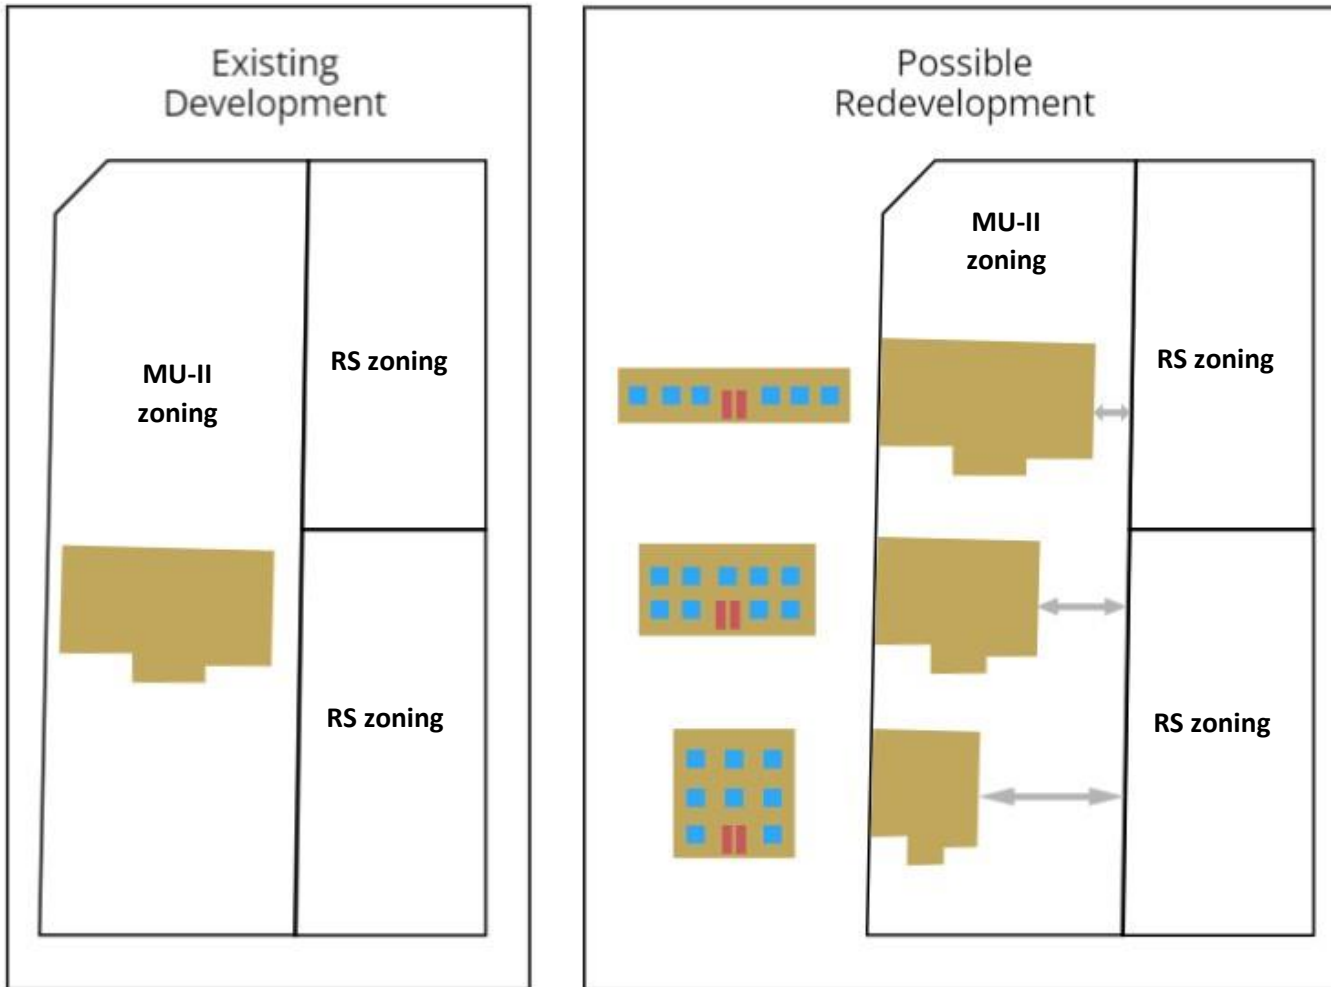 Existing
Development
MU-II
zoning
RS zoning
RS zoning
Possible
Redevelopment
MU-II
zoning
RS zoning
RS zoning